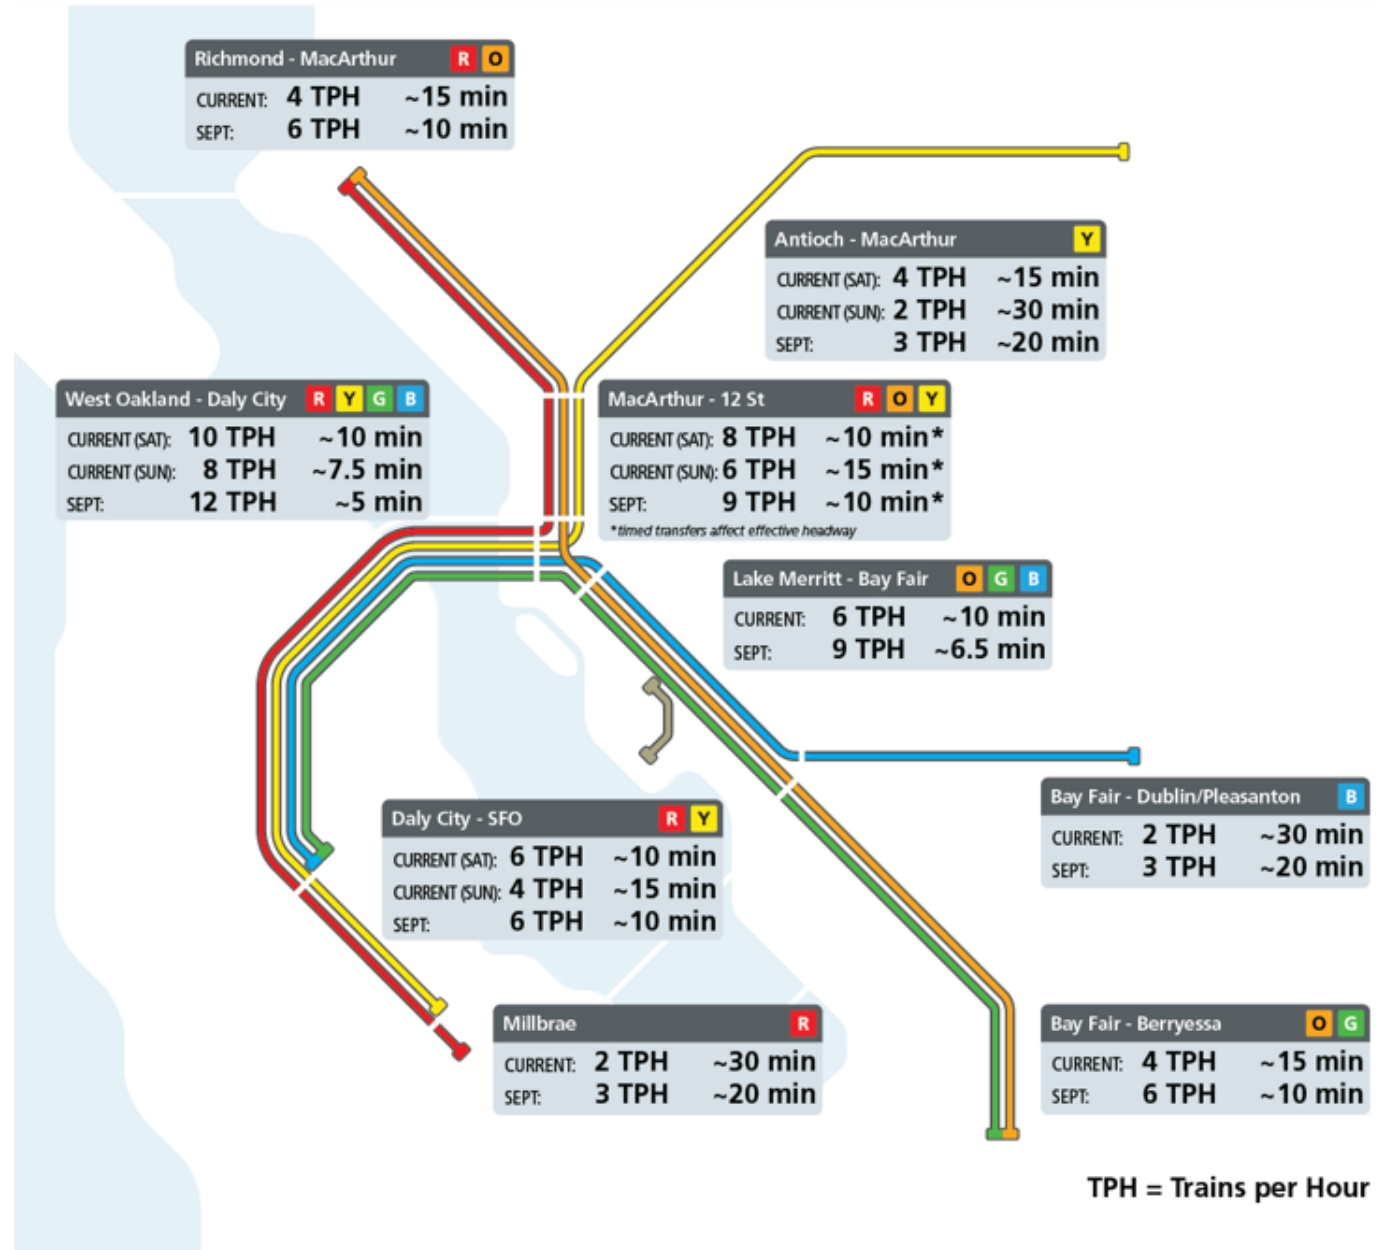 Richmond - MacArthur R O
CURRENT: 4 TPH ~15 min
SEPT: 6 TPH ~10 min
Antioch - MacArthur Y
CURRENT (SAT): 4 TPH ~15 min
CURRENT (SUN): 2 TPH ~30 min
SEPT: 3 TPH ~20 min
West Oakland - Daly City R Y G B
CURRENT (SAT): 10 TPH ~10 min
CURRENT (SUN): 8 TPH ~7.5 min
SEPT: 12 TPH ~5 min
MacArthur - 12 St R O Y
CURRENT (SAT): 8 TPH ~10 min*
CURRENT (SUN): 6 TPH ~15 min*
SEPT: 9 TPH ~10 min*
*timed transfers affect effective headway
Lake Merritt - Bay Fair O G B
CURRENT: 6 TPH ~10 min
SEPT: 9 TPH ~6.5 min
Bay Fair - Dublin/Pleasanton B
CURRENT: 2 TPH ~30 min
SEPT: 3 TPH ~20 min
Daly City - SFO R Y
CURRENT (SAT): 6 TPH ~10 min
CURRENT (SUN): 4 TPH ~15 min
SEPT: 6 TPH ~10 min
Millbrae R
CURRENT: 2 TPH ~30 min
SEPT: 3 TPH ~20 min
Bay Fair - Berryessa O G
CURRENT: 4 TPH ~15 min
SEPT: 6 TPH ~10 min
TPH = Trains per Hour